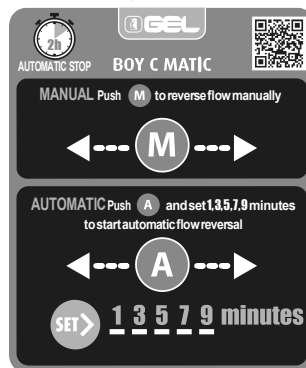 2h
GEL
AUTOMATIC STOP
BOY C MATIC
MANUAL Push M to reverse flow manually
M
AUTOMATIC Push A and set 1,3,5,7,9 minutes
to start automatic flow reversal
A
SET 1 3 5 7 9 minutes